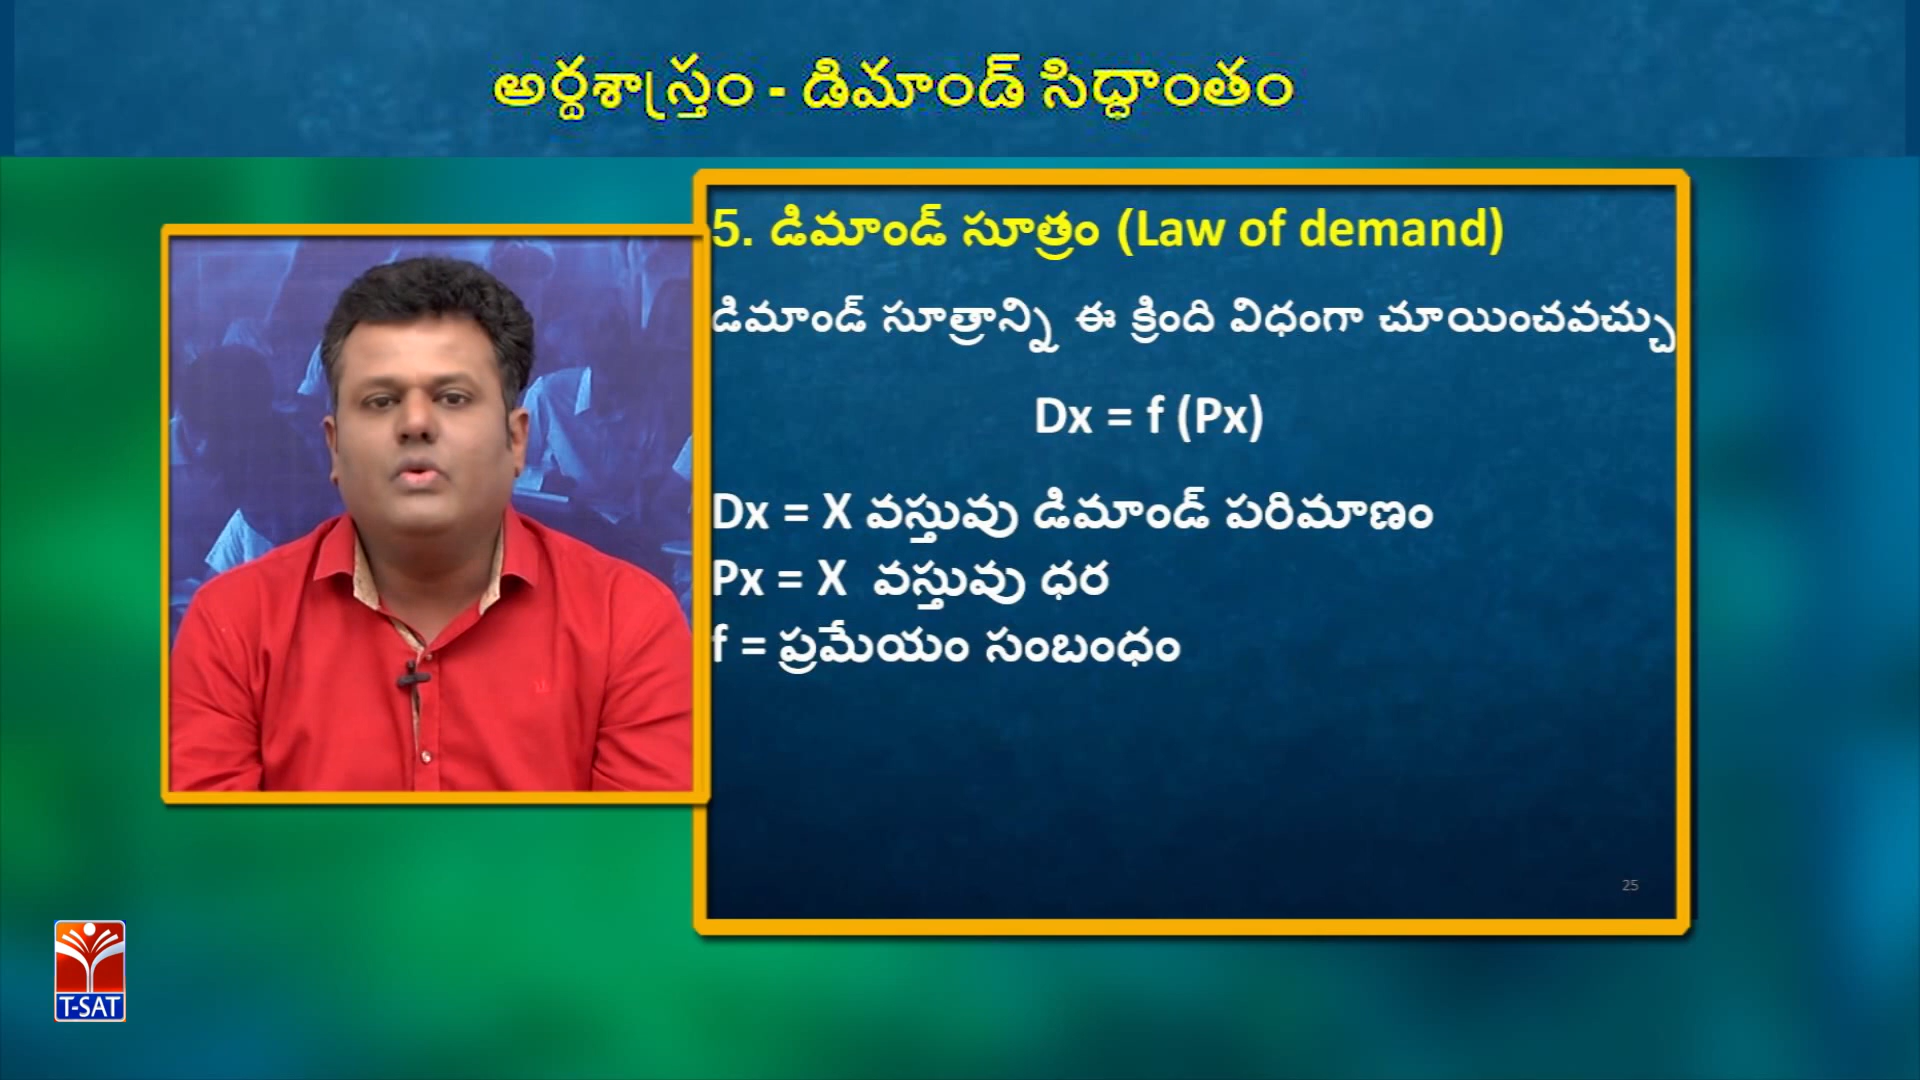 అర్థశాస్త్రం - డిమాండ్ సిద్ధాంతం
5. డిమాండ్ సూత్రం (Law of demand)
డిమాండ్ సూత్రాన్ని ఈ క్రింది విధంగా చూయించవచ్చు
Dx = f (Px)
Dx = X వస్తువు డిమాండ్ పరిమాణం
Px = X వస్తువు ధర
f = ప్రమేయం సంబంధం
25
T-SAT